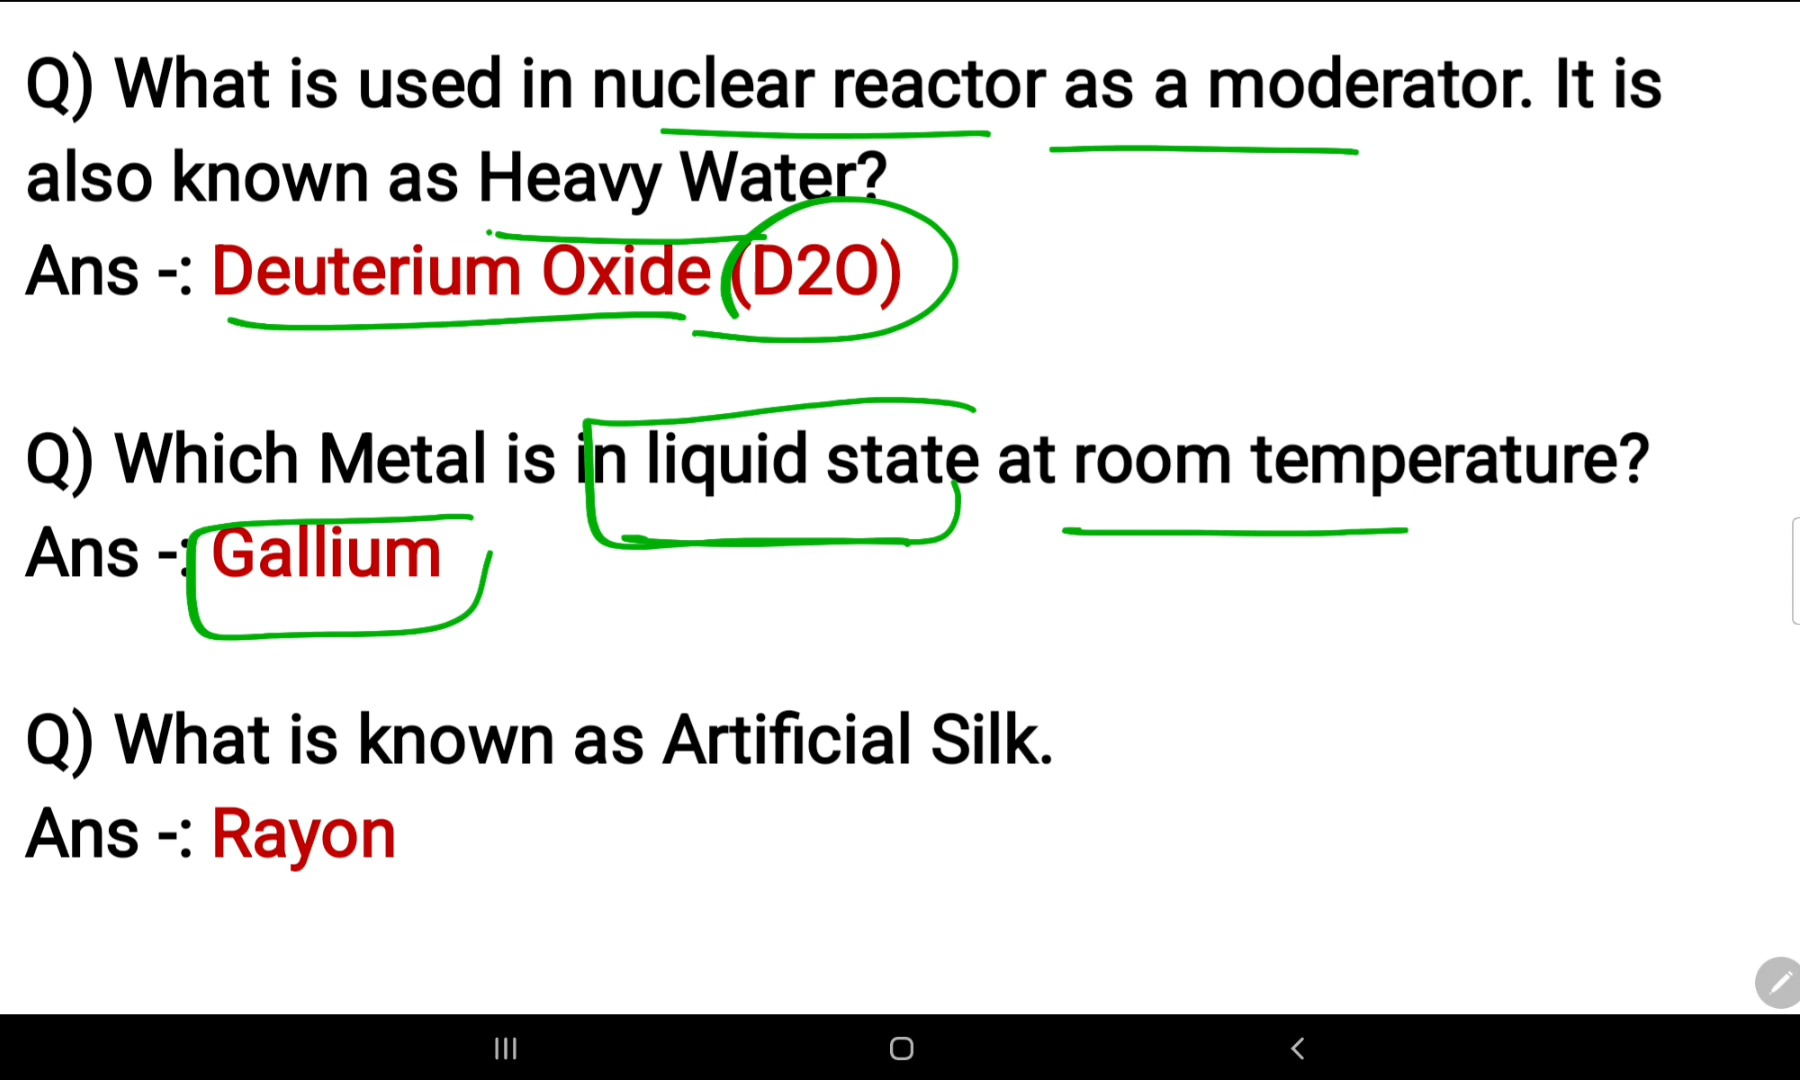 Q) What is used in nuclear reactor as a moderator. It is
also known as Heavy Water?
Ans -: Deuterium Oxide (D2O)
Q) Which Metal is in liquid state at room temperature?
Ans -: Gallium
Q) What is known as Artificial Silk.
Ans -: Rayon